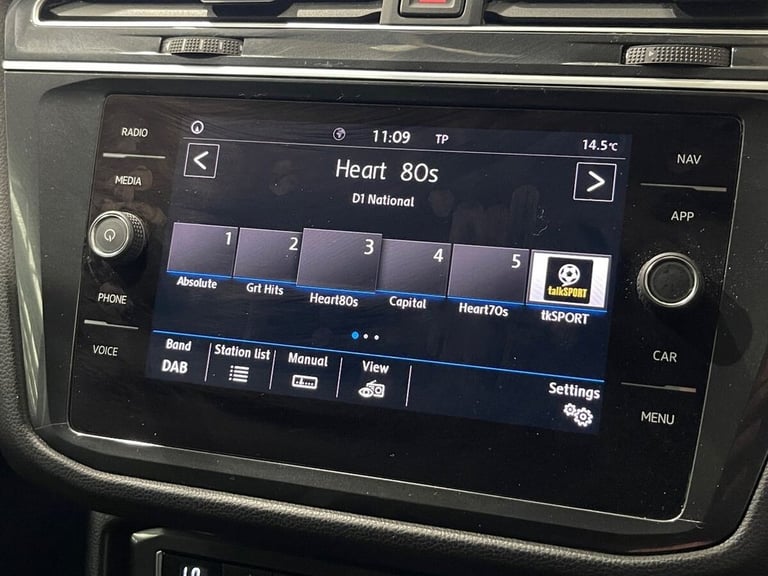 RADIO
MEDIA
PHONE
VOICE
11:09 TP 14.5°C
< Heart 80s >
D1 National
1 2 3 4 5
talkSPORT
Absolute Grt Hits Heart80s Capital Heart70s tkSPORT
Band Station list Manual View Settings
DAB
NAV
APP
CAR
MENU